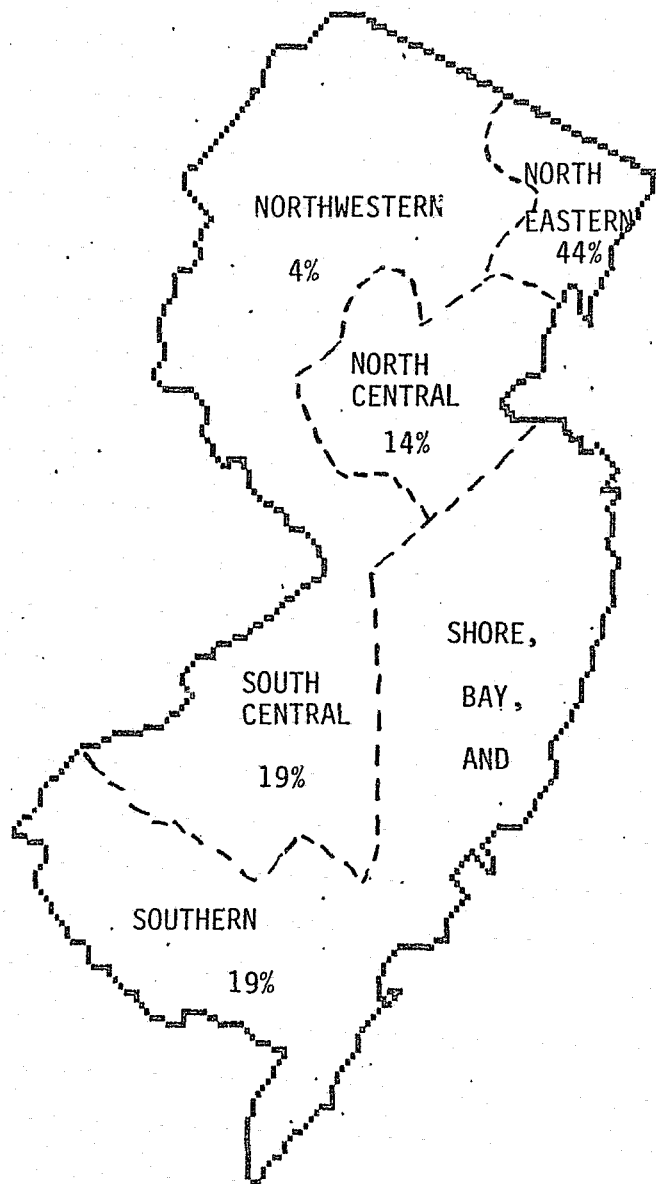 NORTH
EASTERN
44%
NORTHWESTERN
4%
NORTH
CENTRAL
14%
SHORE,
BAY,
AND
SOUTH
CENTRAL
19%
SOUTHERN
19%